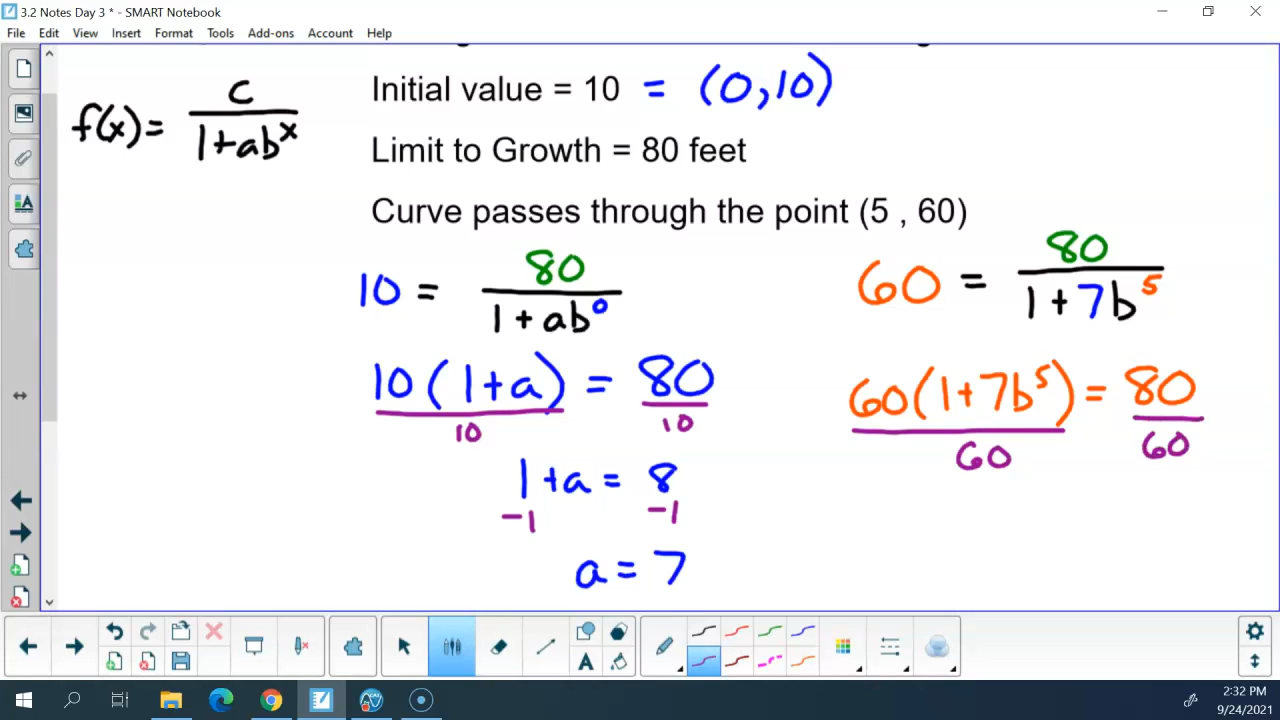 3.2 Notes Day 3 * - SMART Notebook
File Edit View Insert Format Tools Add-ons Account Help
f(x) = c / 1+ab^x
Initial value = 10 = (0,10)
Limit to Growth = 80 feet
Curve passes through the point (5 , 60)
10 = 80 / 1 + ab^0
60 = 80 / 1 + 7b^5
10(1+a) = 80
10 10
60(1+7b^5) = 80
60 60
1 + a = 8
-1 -1
a = 7
A
2:32 PM
9/24/2021